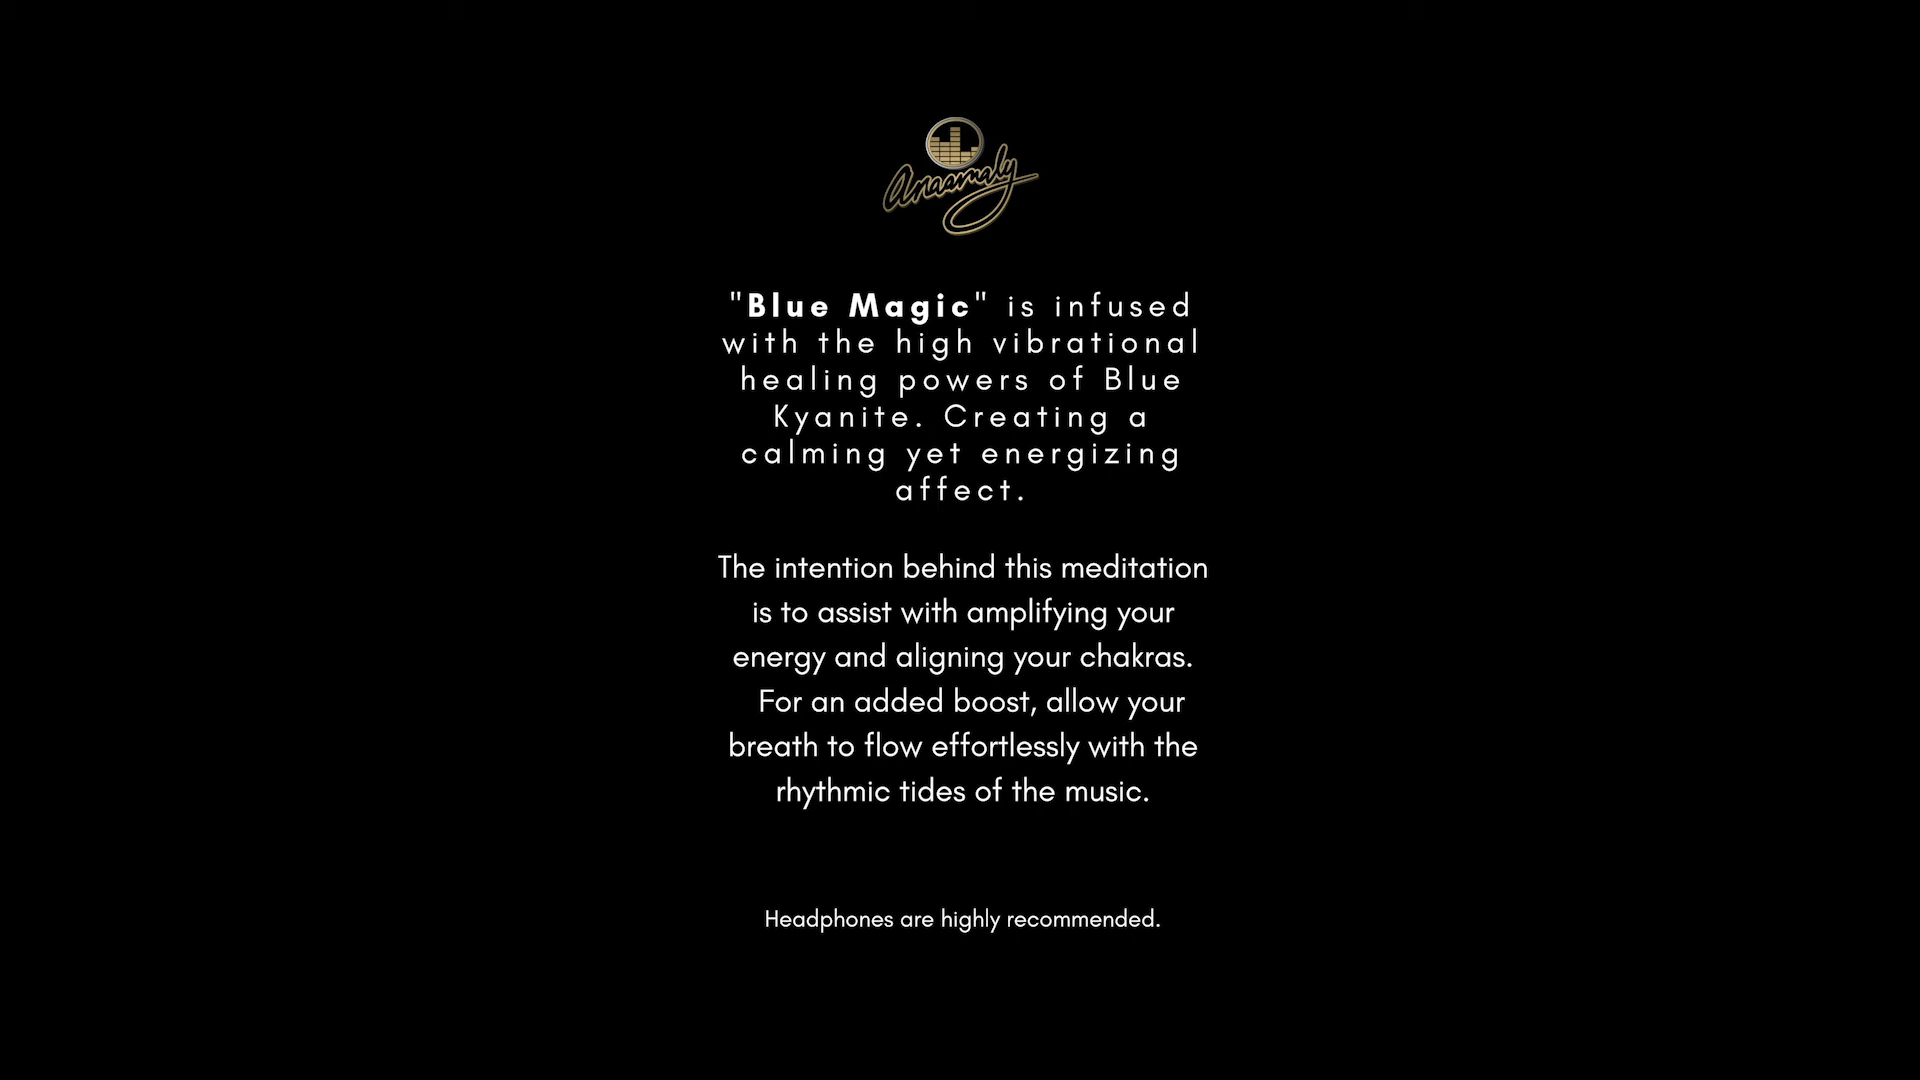 Anaamaly
"Blue Magic" is infused
with the high vibrational
healing powers of Blue
Kyanite. Creating a
calming yet energizing
affect.
The intention behind this meditation
is to assist with amplifying your
energy and aligning your chakras.
For an added boost, allow your
breath to flow effortlessly with the
rhythmic tides of the music.
Headphones are highly recommended.